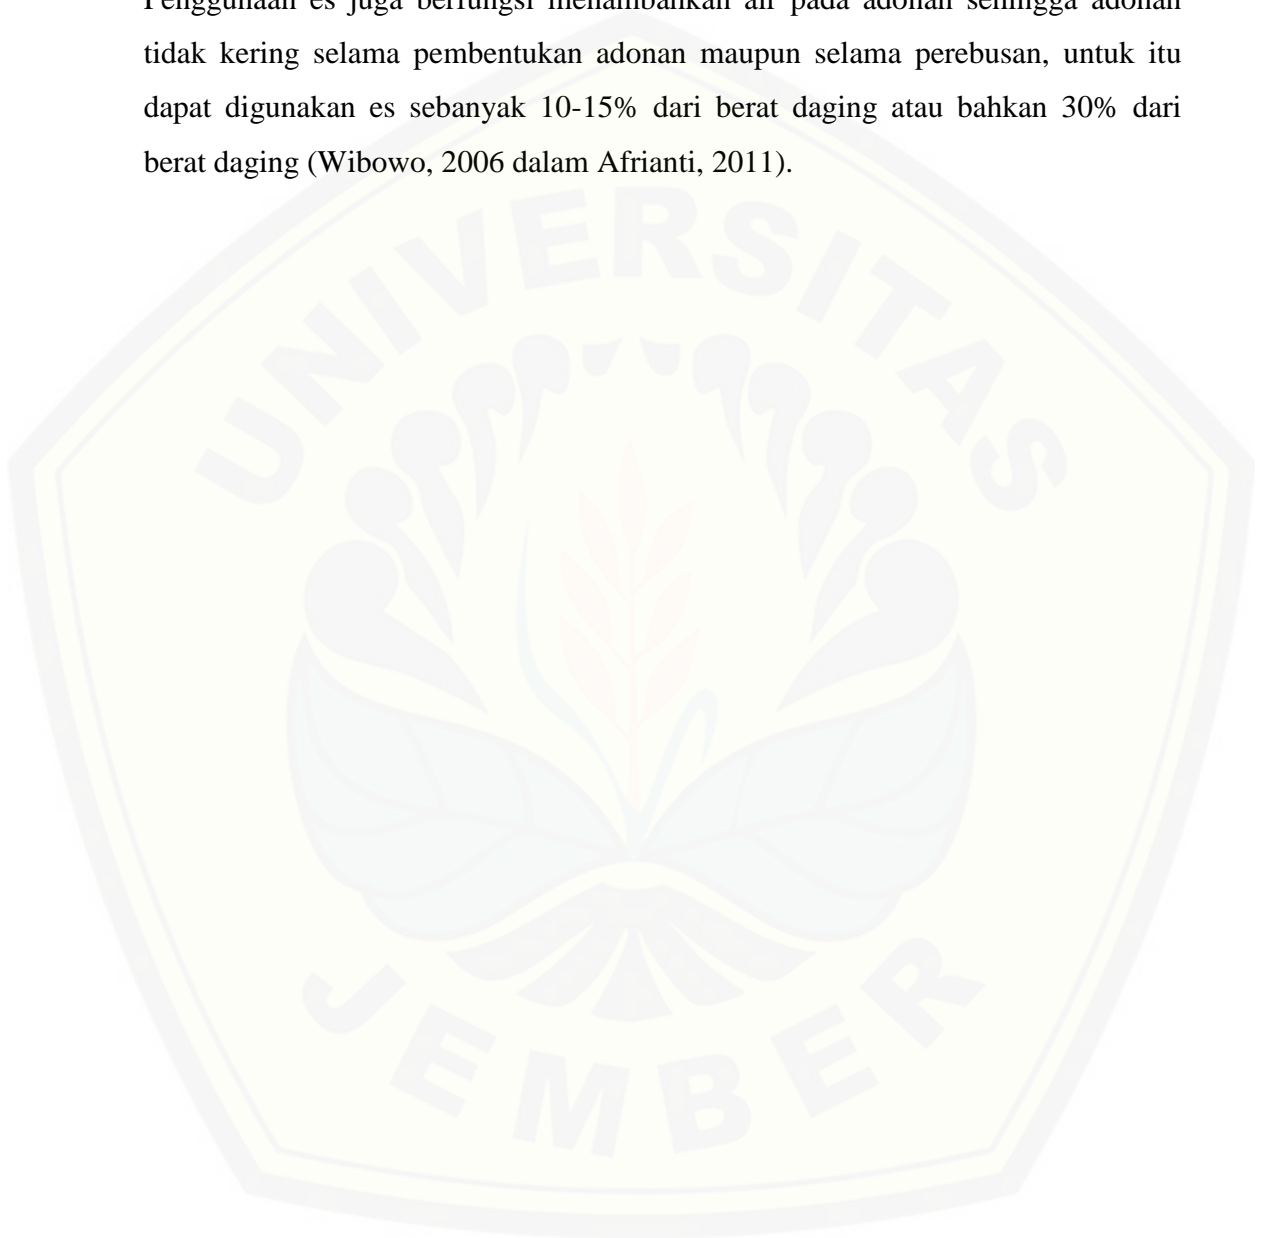 Penggunaan es juga berfungsi menambahkan air pada adonan sehingga adonan
tidak kering selama pembentukan adonan maupun selama perebusan, untuk itu
dapat digunakan es sebanyak 10-15% dari berat daging atau bahkan 30% dari
berat daging (Wibowo, 2006 dalam Afrianti, 2011).
UNIVERSITAS
JEMBER